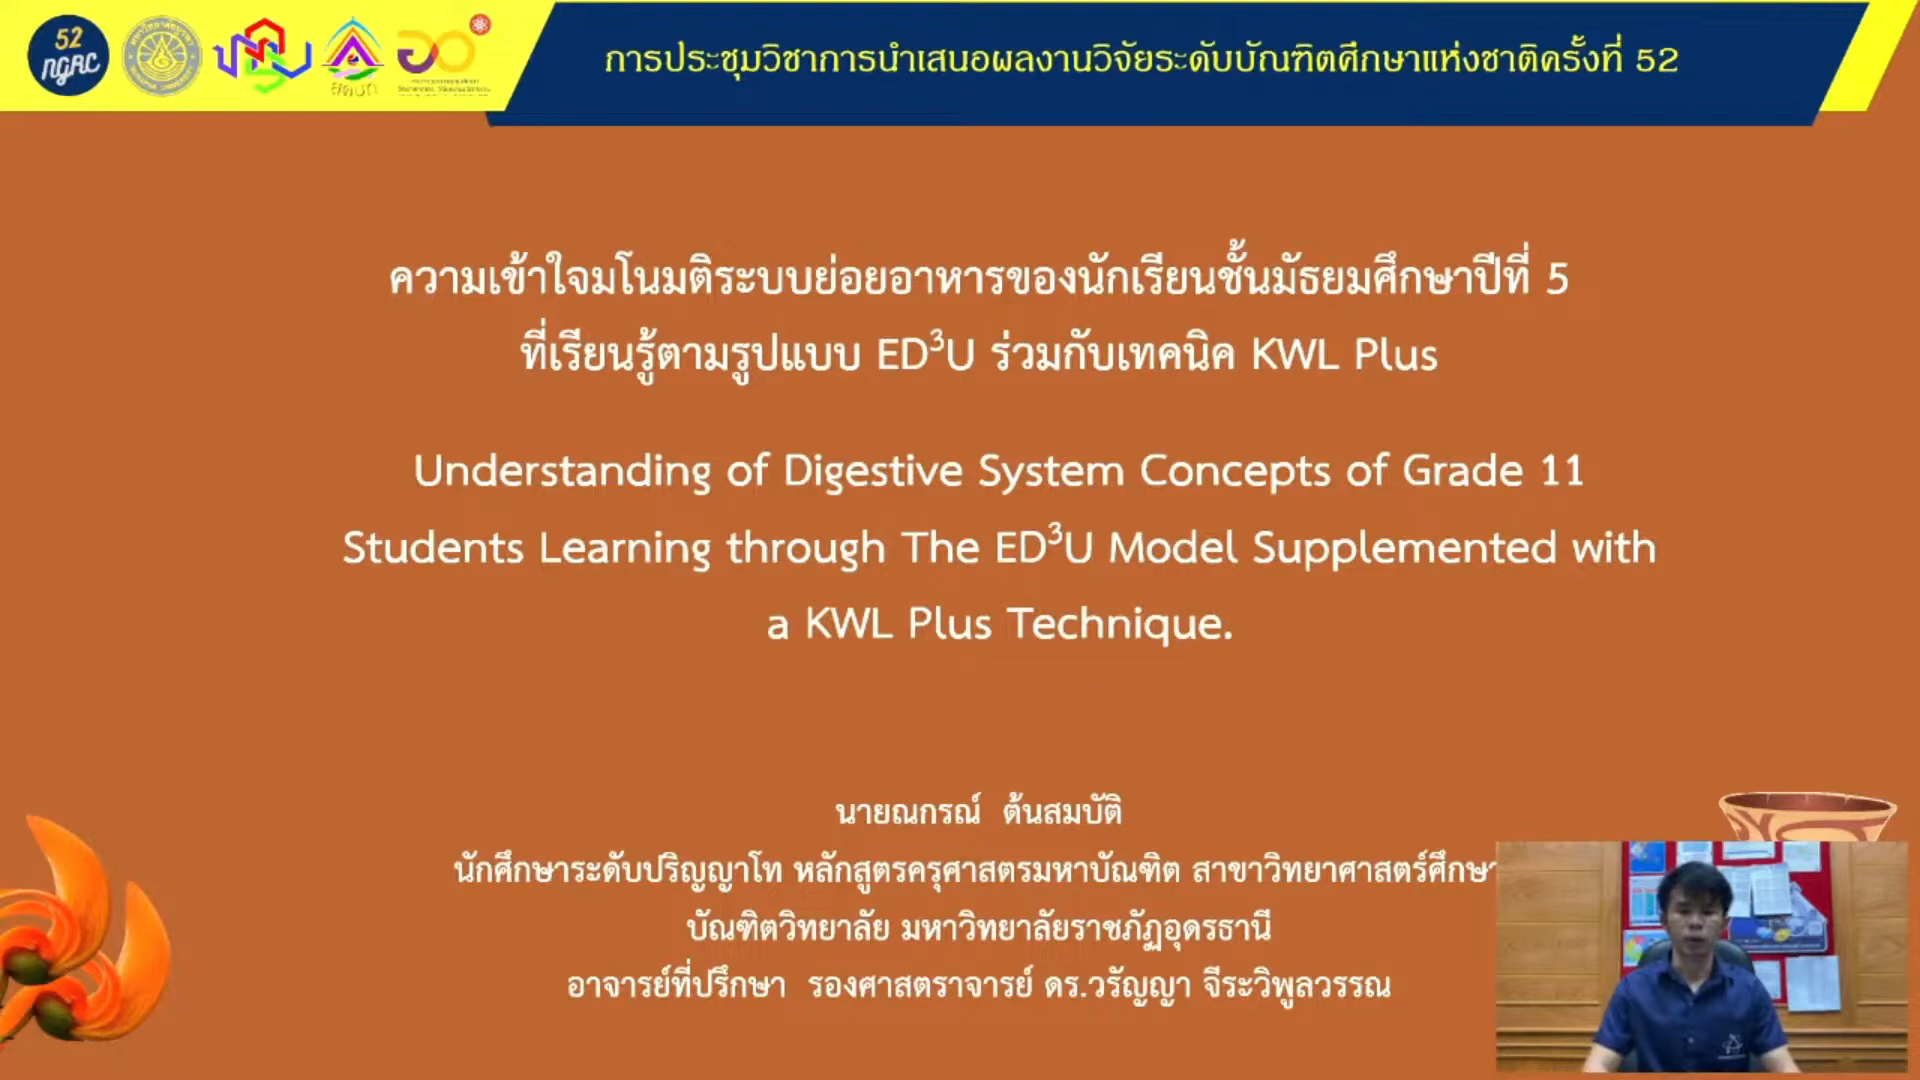 52
NGRC
การประชุมวิชาการนำเสนอผลงานวิจัยระดับบัณฑิตศึกษาแห่งชาติครั้งที่ 52
ความเข้าใจมโนมติระบบย่อยอาหารของนักเรียนชั้นมัธยมศึกษาปีที่ 5
ที่เรียนรู้ตามรูปแบบ ED³U ร่วมกับเทคนิค KWL Plus
Understanding of Digestive System Concepts of Grade 11
Students Learning through The ED³U Model Supplemented with
a KWL Plus Technique.
นายณกรณ์ ต้นสมบัติ
นักศึกษาระดับปริญญาโท หลักสูตรครุศาสตรมหาบัณฑิต สาขาวิทยาศาสตร์ศึกษา
บัณฑิตวิทยาลัย มหาวิทยาลัยราชภัฏอุดรธานี
อาจารย์ที่ปรึกษา รองศาสตราจารย์ ดร.วรัญญา จีระวิพูลวรรณ